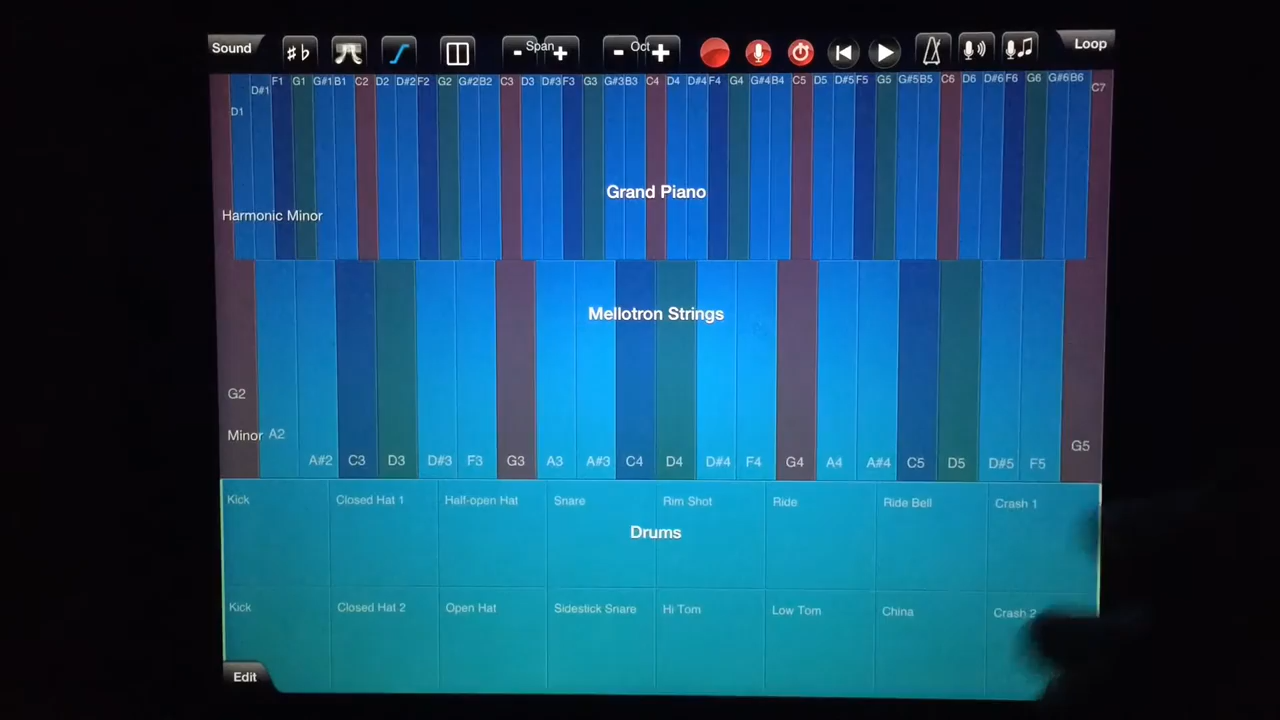 Sound
♯♭
- Span +
- Oct +
Loop
D1 D#1 F1 G1 G#1 B1 C2 D2 D#2 F2 G2 G#2 B2 C3 D3 D#3 F3 G3 G#3 B3 C4 D4 D#4 F4 G4 G#4 B4 C5 D5 D#5 F5 G5 G#5 B5 C6 D6 D#6 F6 G6 G#6 B6 C7
Grand Piano
Harmonic Minor
Mellotron Strings
G2
Minor
A2 A#2 C3 D3 D#3 F3 G3 A3 A#3 C4 D4 D#4 F4 G4 A4 A#4 C5 D5 D#5 F5 G5
Kick Closed Hat 1 Half-open Hat Snare Rim Shot Ride Ride Bell Crash 1
Drums
Kick Closed Hat 2 Open Hat Sidestick Snare Hi Tom Low Tom China Crash 2
Edit